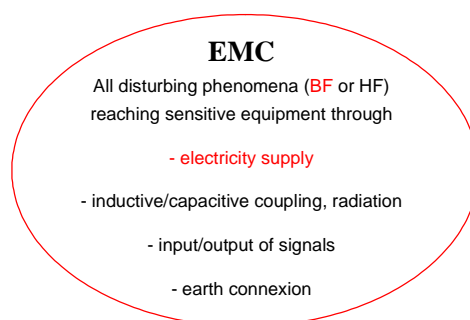 EMC
All disturbing phenomena (BF or HF)
reaching sensitive equipment through
- electricity supply
- inductive/capacitive coupling, radiation
- input/output of signals
- earth connexion